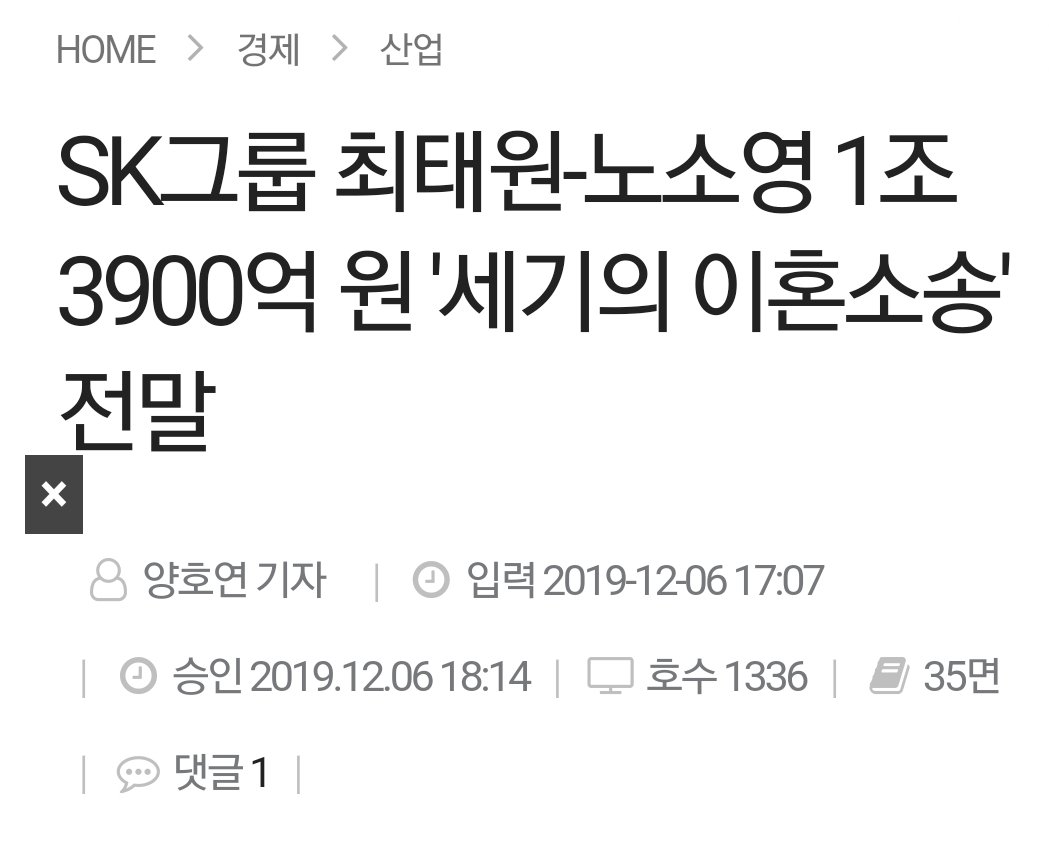 HOME > 경제 > 산업
SK그룹 최태원-노소영 1조
3900억 원 '세기의 이혼소송'
전말
×
양호연 기자 | 입력 2019-12-06 17:07
| 승인 2019.12.06 18:14 | 호수 1336 | 35면
| 댓글 1 |